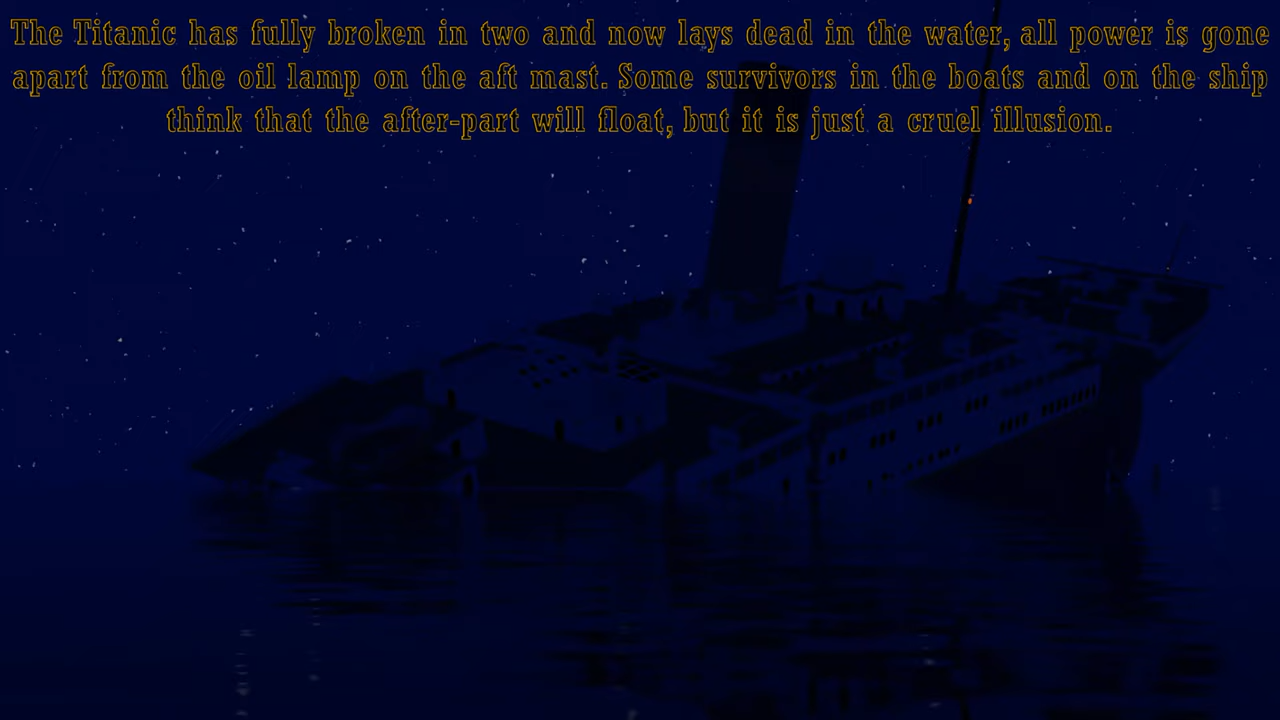 The Titanic has fully broken in two and now lays dead in the water, all power is gone
apart from the oil lamp on the aft mast. Some survivors in the boats and on the ship
think that the after-part will float, but it is just a cruel illusion.